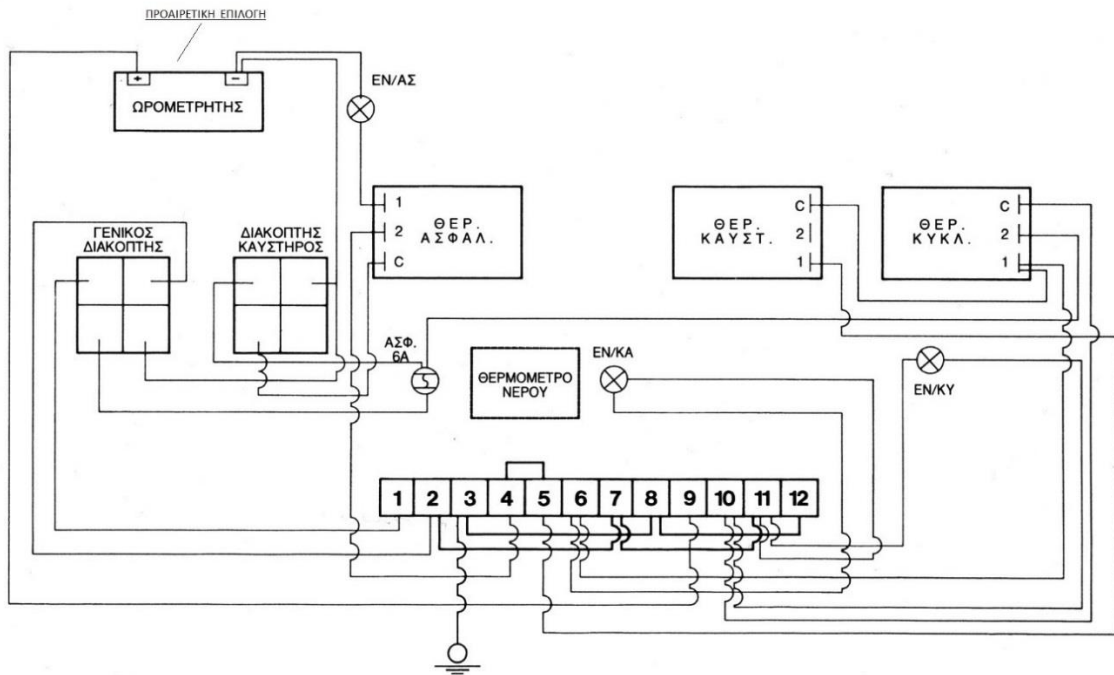 ΠΡΟΑΙΡΕΤΙΚΗ ΕΠΙΛΟΓΗ
+ −
ΩΡΟΜΕΤΡΗΤΗΣ
ΕΝ/ΑΣ
1
2
C
ΘΕΡ.
ΑΣΦΑΛ.
C
2
1
ΘΕΡ.
ΚΑΥΣΤ.
C
2
1
ΘΕΡ.
ΚΥΚΛ.
ΓΕΝΙΚΟΣ
ΔΙΑΚΟΠΤΗΣ
ΔΙΑΚΟΠΤΗΣ
ΚΑΥΣΤΗΡΟΣ
ΑΣΦ.
6Α
ΘΕΡΜΟΜΕΤΡΟ
ΝΕΡΟΥ
ΕΝ/ΚΑ
ΕΝ/ΚΥ
1 2 3 4 5 6 7 8 9 10 11 12